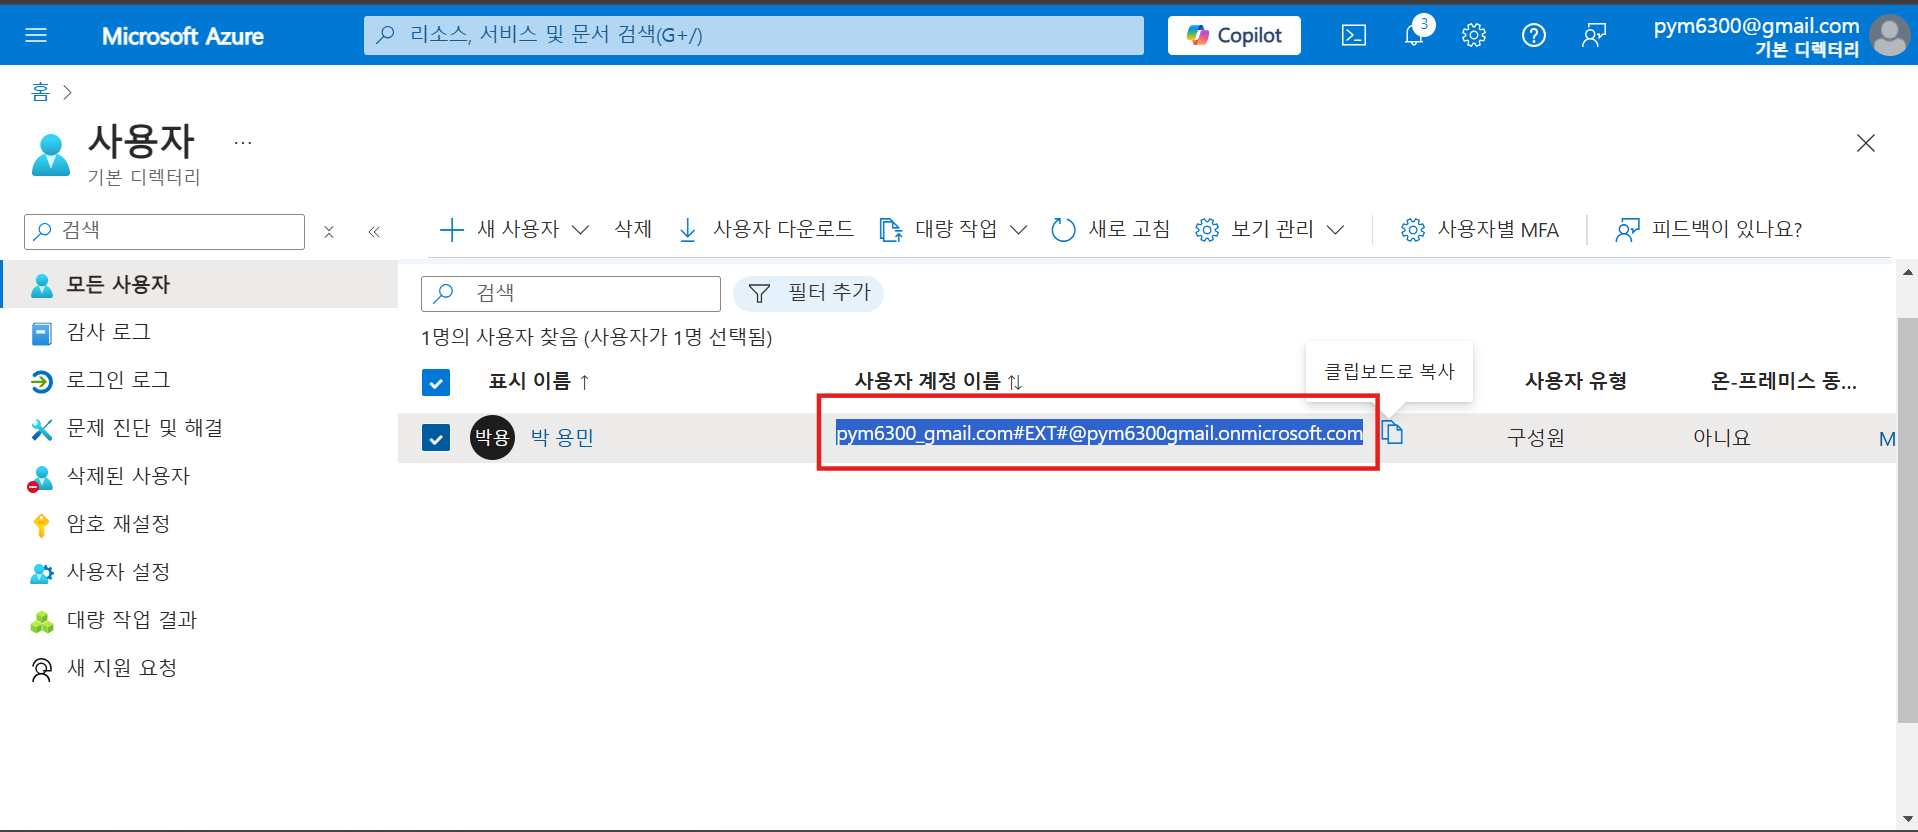 Microsoft Azure
리소스, 서비스 및 문서 검색(G+/)
Copilot
3
pym6300@gmail.com
기본 디렉터리
홈
사용자
기본 디렉터리
검색
새 사용자
삭제
사용자 다운로드
대량 작업
새로 고침
보기 관리
사용자별 MFA
피드백이 있나요?
모든 사용자
감사 로그
로그인 로그
문제 진단 및 해결
삭제된 사용자
암호 재설정
사용자 설정
대량 작업 결과
새 지원 요청
검색
필터 추가
1명의 사용자 찾음 (사용자가 1명 선택됨)
클립보드로 복사
표시 이름 ↑
사용자 계정 이름 ↑↓
사용자 유형
온-프레미스 동...
박용
박 용민
pym6300_gmail.com#EXT#@pym6300gmail.onmicrosoft.com
구성원
아니요
M